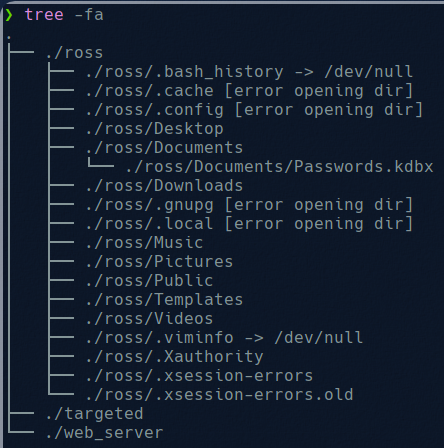 ❯ tree -fa
.
├── ./ross
│   ├── ./ross/.bash_history -> /dev/null
│   ├── ./ross/.cache [error opening dir]
│   ├── ./ross/.config [error opening dir]
│   ├── ./ross/Desktop
│   ├── ./ross/Documents
│   │   └── ./ross/Documents/Passwords.kdbx
│   ├── ./ross/Downloads
│   ├── ./ross/.gnupg [error opening dir]
│   ├── ./ross/.local [error opening dir]
│   ├── ./ross/Music
│   ├── ./ross/Pictures
│   ├── ./ross/Public
│   ├── ./ross/Templates
│   ├── ./ross/Videos
│   ├── ./ross/.viminfo -> /dev/null
│   ├── ./ross/.Xauthority
│   ├── ./ross/.xsession-errors
│   └── ./ross/.xsession-errors.old
├── ./targeted
└── ./web_server